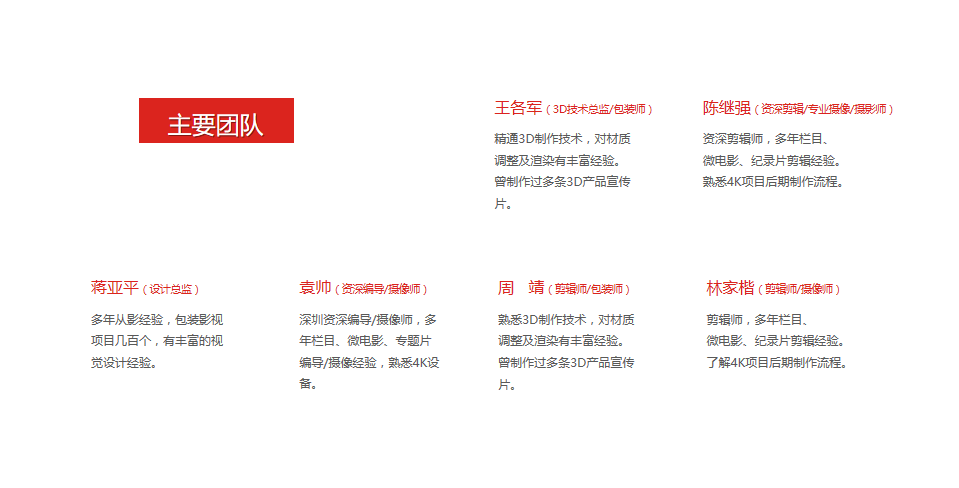 主要团队
王各军（3D技术总监/包装师）
精通3D制作技术，对材质
调整及渲染有丰富经验。
曾制作过多条3D产品宣传
片。
陈继强（资深剪辑/专业摄像/摄影师）
资深剪辑师，多年栏目、
微电影、纪录片剪辑经验。
熟悉4K项目后期制作流程。
蒋亚平（设计总监）
多年从影经验，包装影视
项目几百个，有丰富的视
觉设计经验。
袁帅（资深编导/摄像师）
深圳资深编导/摄像师，多
年栏目、微电影、专题片
编导/摄像经验，熟悉4K设
备。
周　靖（剪辑师/包装师）
熟悉3D制作技术，对材质
调整及渲染有丰富经验。
曾制作过多条3D产品宣传
片。
林家楷（剪辑师/摄像师）
剪辑师，多年栏目、
微电影、纪录片剪辑经验。
了解4K项目后期制作流程。